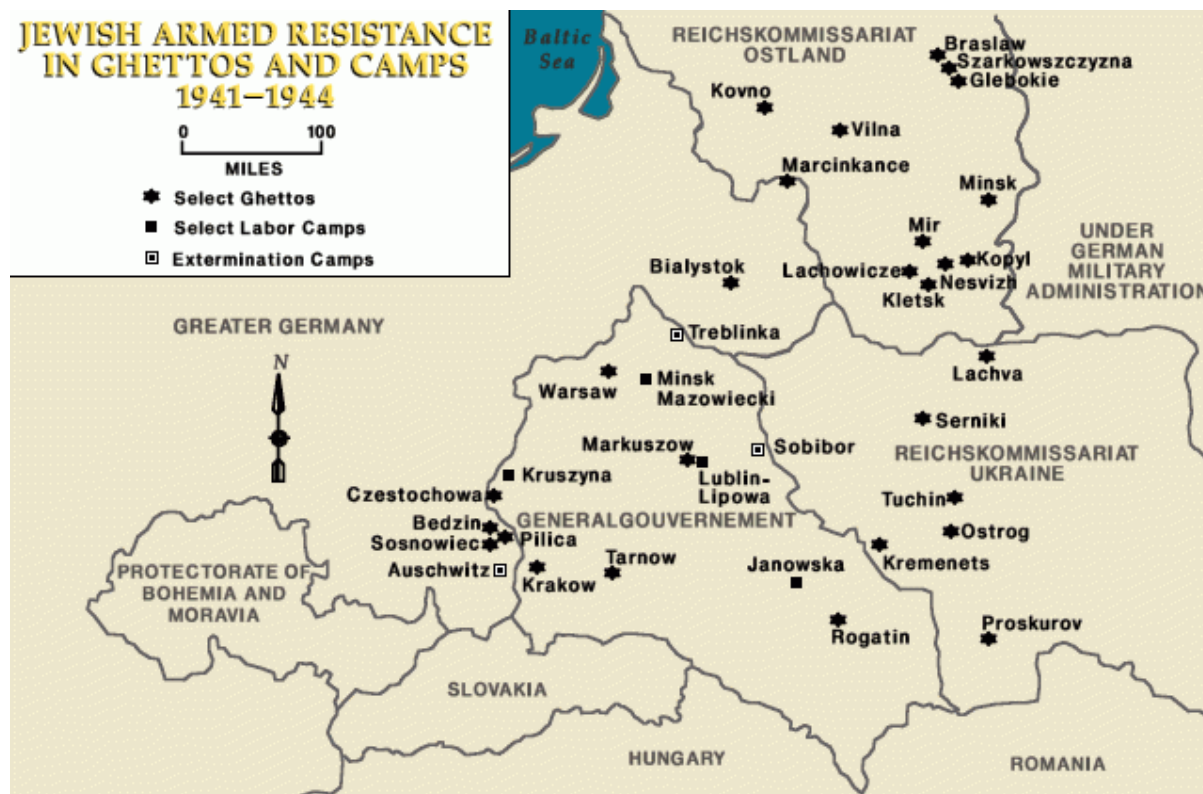 JEWISH ARMED RESISTANCE
IN GHETTOS AND CAMPS
1941–1944
0 100
MILES
Select Ghettos
Select Labor Camps
Extermination Camps
Baltic
Sea
REICHSKOMMISSARIAT
OSTLAND
Braslaw
Szarkowszczyzna
Glebokie
Kovno
Vilna
Marcinkance
Minsk
Mir
UNDER
GERMAN
MILITARY
ADMINISTRATION
Kopyl
Bialystok
Lachowicze
Nesvizh
Kletsk
GREATER GERMANY
Treblinka
N
Lachva
Warsaw
Minsk
Mazowiecki
Serniki
Markuszow
Sobibor
REICHSKOMMISSARIAT
UKRAINE
Kruszyna
Lublin-
Lipowa
Czestochowa
Tuchin
Bedzin
GENERALGOUVERNEMENT
Ostrog
Sosnowiec
Pilica
Kremenets
Auschwitz
Tarnow
Janowska
Krakow
PROTECTORATE OF
BOHEMIA AND
MORAVIA
Rogatin
Proskurov
SLOVAKIA
HUNGARY
ROMANIA